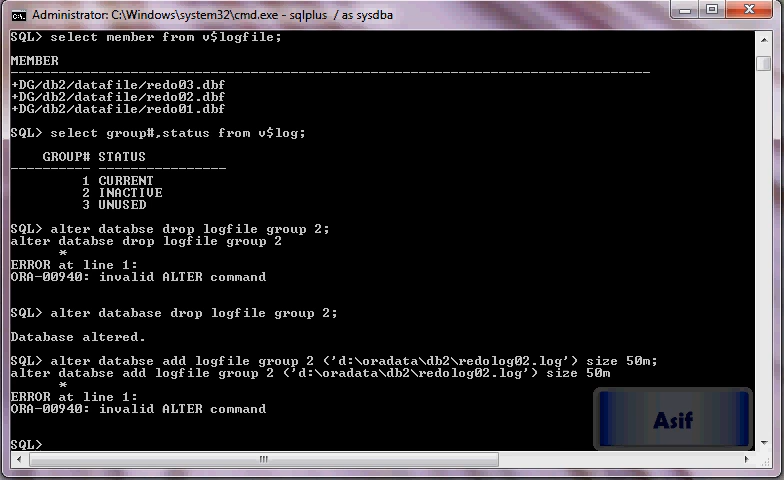 Administrator: C:\Windows\system32\cmd.exe - sqlplus / as sysdba
SQL> select member from v$logfile;
MEMBER
--------------------------------------------------------------------------------
+DG/db2/datafile/redo03.dbf
+DG/db2/datafile/redo02.dbf
+DG/db2/datafile/redo01.dbf
SQL> select group#,status from v$log;
GROUP# STATUS
---------- ----------------
1 CURRENT
2 INACTIVE
3 UNUSED
SQL> alter databse drop logfile group 2;
alter databse drop logfile group 2
*
ERROR at line 1:
ORA-00940: invalid ALTER command
SQL> alter database drop logfile group 2;
Database altered.
SQL> alter databse add logfile group 2 ('d:\oradata\db2\redolog02.log') size 50m;
alter databse add logfile group 2 ('d:\oradata\db2\redolog02.log') size 50m
*
ERROR at line 1:
ORA-00940: invalid ALTER command
SQL>
Asif